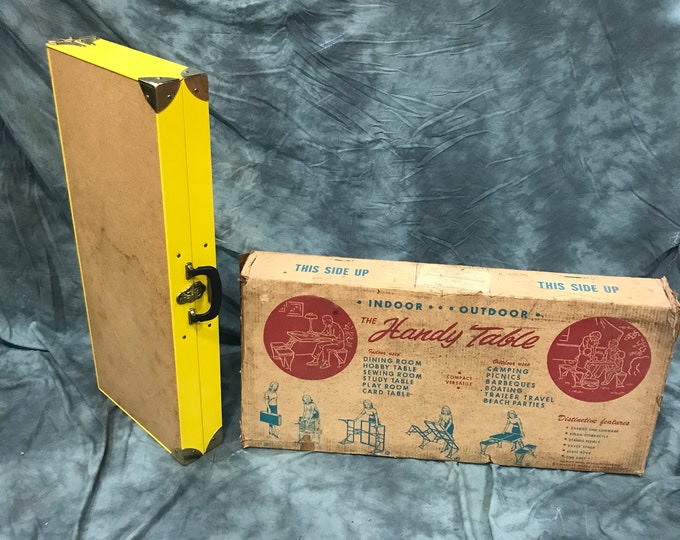 THIS SIDE UP
THIS SIDE UP
INDOOR • • • OUTDOOR
THE Handy Table
Indoor uses
DINING ROOM
HOBBY TABLE
SEWING ROOM
STUDY TABLE
PLAY ROOM
CARD TABLE
• COMPACT
VERSATILE •
Outdoor uses
CAMPING
PICNICS
BARBEQUES
BOATING
TRAILER TRAVEL
BEACH PARTIES
Distinctive features